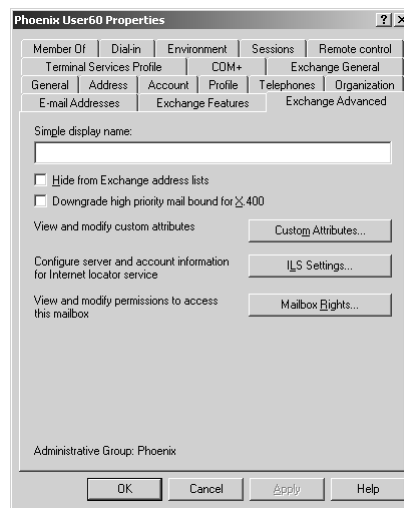 Phoenix User60 Properties
Member Of Dial-in Environment Sessions Remote control
Terminal Services Profile COM+ Exchange General
General Address Account Profile Telephones Organization
E-mail Addresses Exchange Features Exchange Advanced
Simple display name:
Hide from Exchange address lists
Downgrade high priority mail bound for X.400
View and modify custom attributes
Custom Attributes...
Configure server and account information
for Internet locator service
ILS Settings...
View and modify permissions to access
this mailbox
Mailbox Rights...
Administrative Group: Phoenix
OK Cancel Apply Help